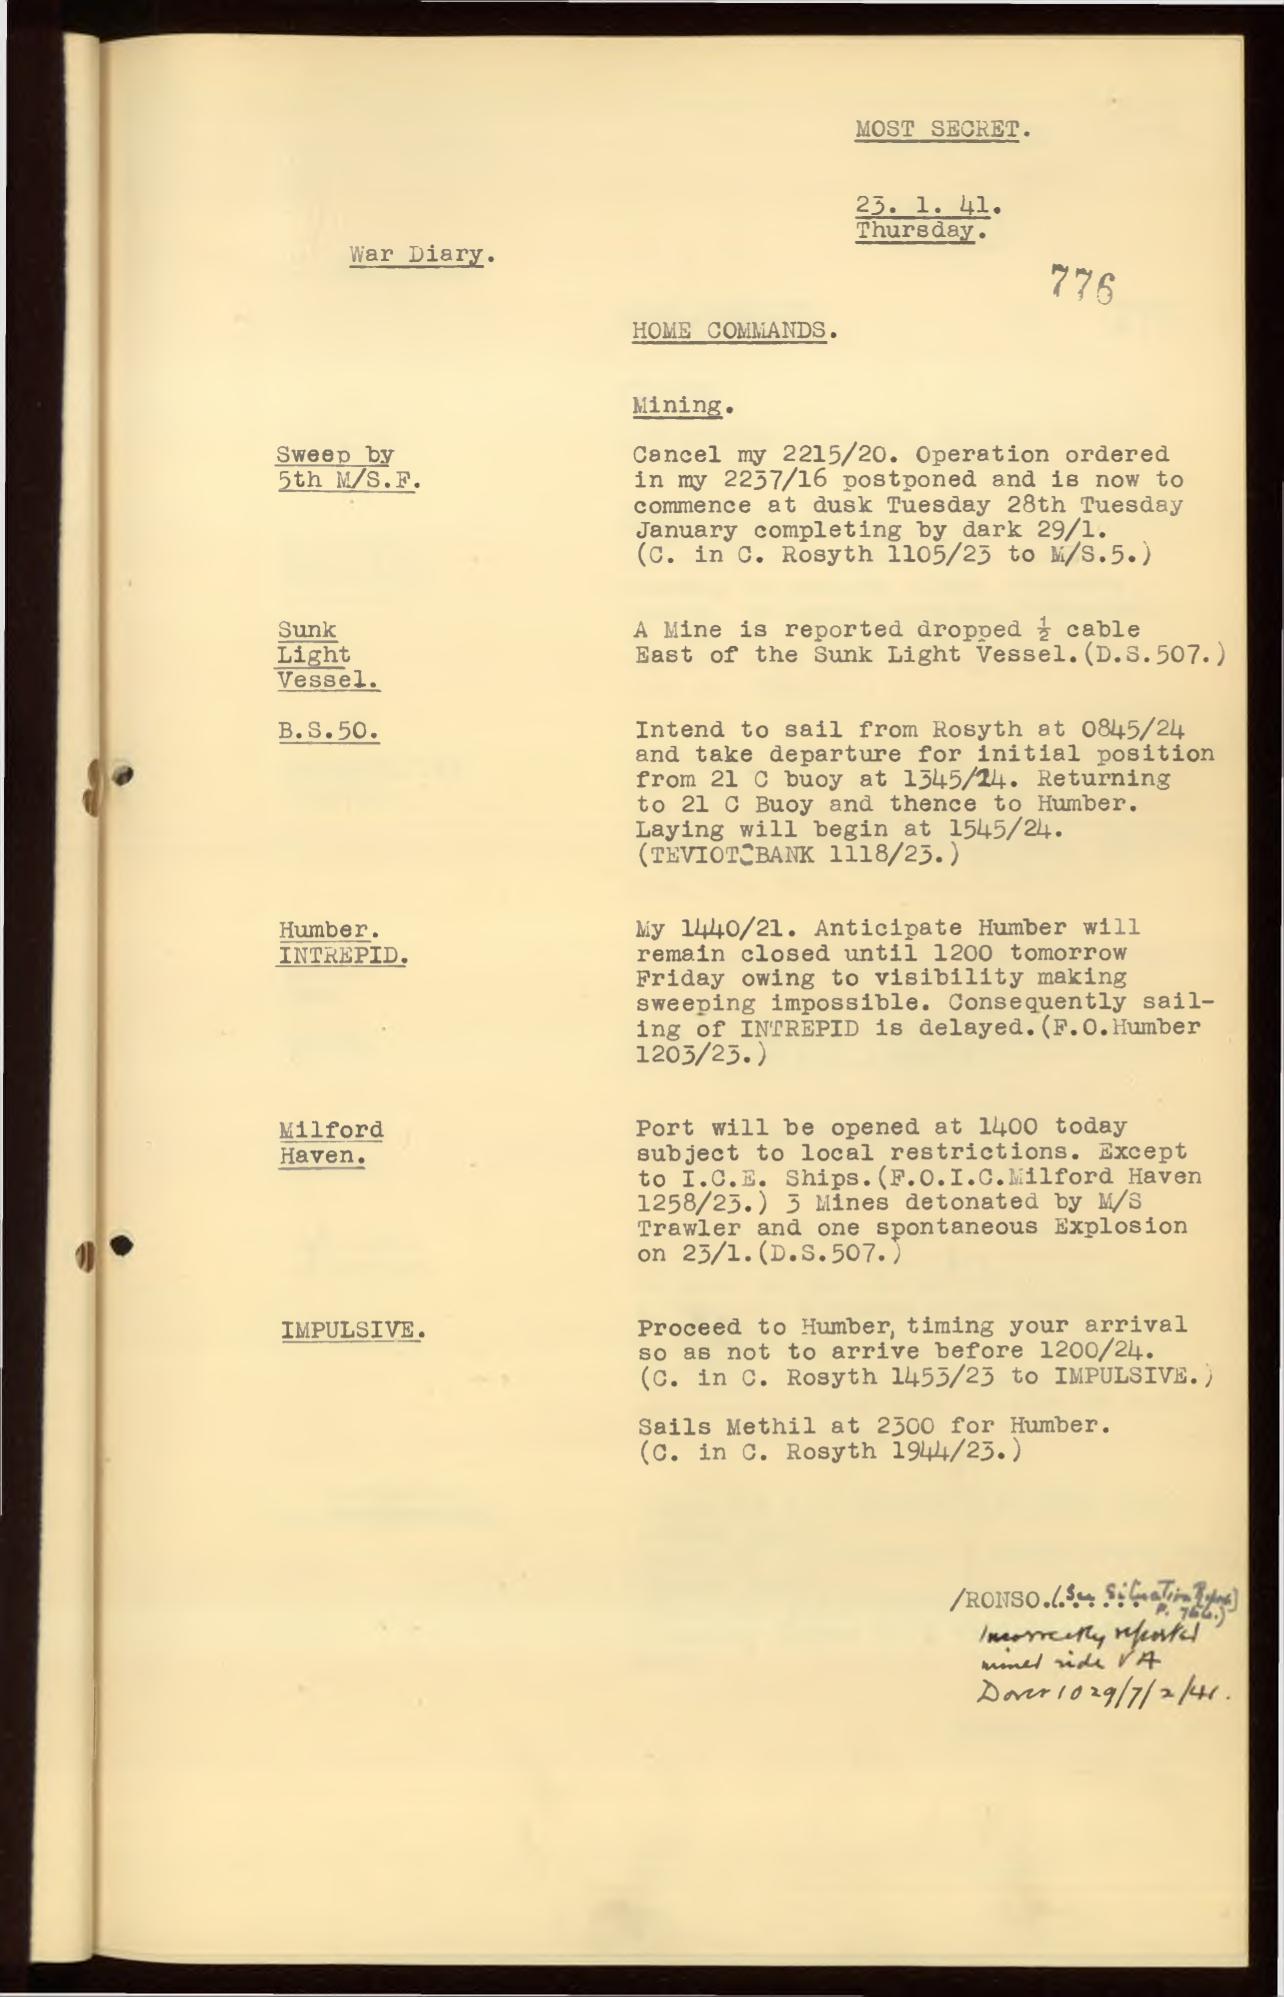 MOST SECRET.
23. 1. 41.
Thursday.
War Diary.
776
HOME COMMANDS.
Mining.
Sweep by
5th M/S.F.
Cancel my 2215/20. Operation ordered
in my 2237/16 postponed and is now to
commence at dusk Tuesday 28th Tuesday
January completing by dark 29/1.
(C. in C. Rosyth 1105/23 to M/S.5.)
Sunk
Light
Vessel.
A Mine is reported dropped ½ cable
East of the Sunk Light Vessel.(D.S.507.)
B.S.50.
Intend to sail from Rosyth at 0845/24
and take departure for initial position
from 21 C buoy at 1345/24. Returning
to 21 C Buoy and thence to Humber.
Laying will begin at 1545/24.
(TEVIOTBANK 1118/23.)
Humber.
INTREPID.
My 1440/21. Anticipate Humber will
remain closed until 1200 tomorrow
Friday owing to visibility making
sweeping impossible. Consequently sail-
ing of INTREPID is delayed.(F.O.Humber
1203/23.)
Milford
Haven.
Port will be opened at 1400 today
subject to local restrictions. Except
to I.C.E. Ships.(F.O.I.C.Milford Haven
1258/23.) 3 Mines detonated by M/S
Trawler and one spontaneous Explosion
on 23/1.(D.S.507.)
IMPULSIVE.
Proceed to Humber, timing your arrival
so as not to arrive before 1200/24.
(C. in C. Rosyth 1453/23 to IMPULSIVE.)
Sails Methil at 2300 for Humber.
(C. in C. Rosyth 1944/23.)
/RONSO.(See Situation Report
P. 766.)
Incorrectly reported
mined vide VA
Dover 1029/7/2/41.